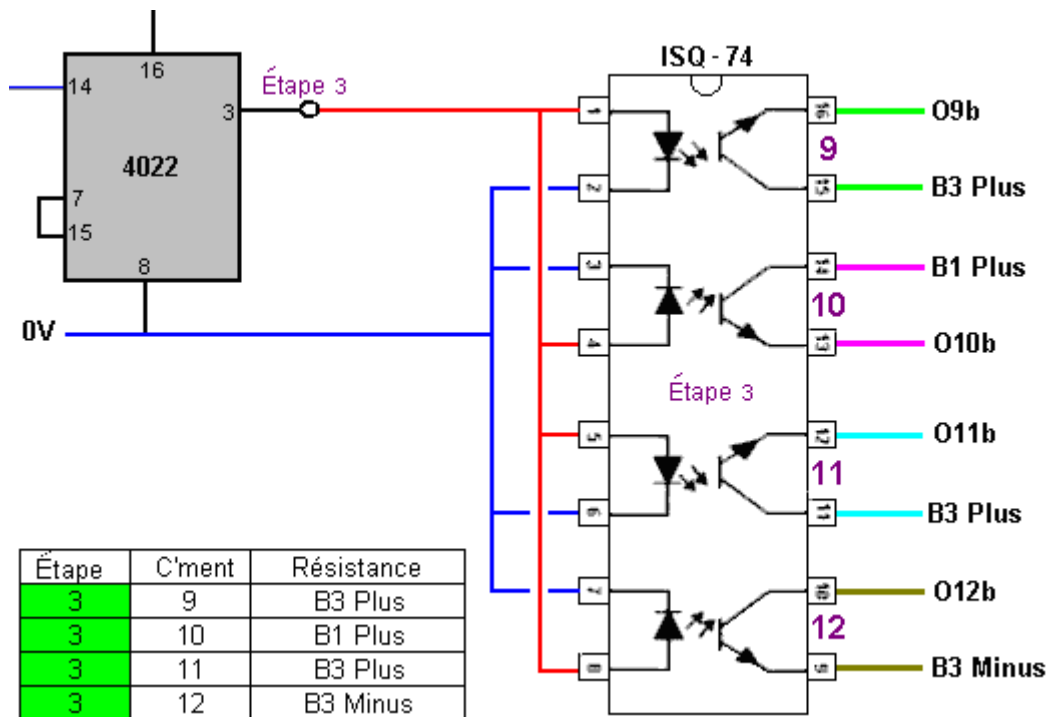 ISQ - 74
16
14
Étape 3
3
4022
7
15
8
0V
1
2
3
4
5
6
7
8
16
15
14
13
12
11
10
9
9
10
11
12
Étape 3
O9b
B3 Plus
B1 Plus
O10b
O11b
B3 Plus
O12b
B3 Minus
Étape C'ment Résistance
3 9 B3 Plus
3 10 B1 Plus
3 11 B3 Plus
3 12 B3 Minus